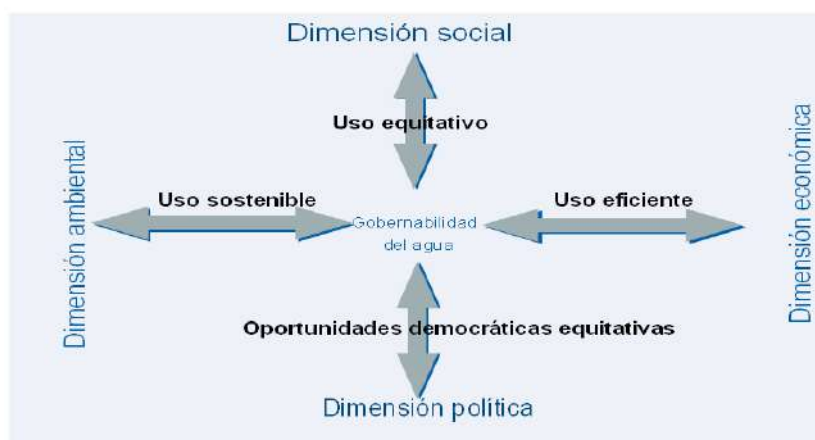 Dimensión social
Uso equitativo
Dimensión ambiental
Uso sostenible
Gobernabilidad
del agua
Uso eficiente
Dimensión económica
Oportunidades democráticas equitativas
Dimensión política